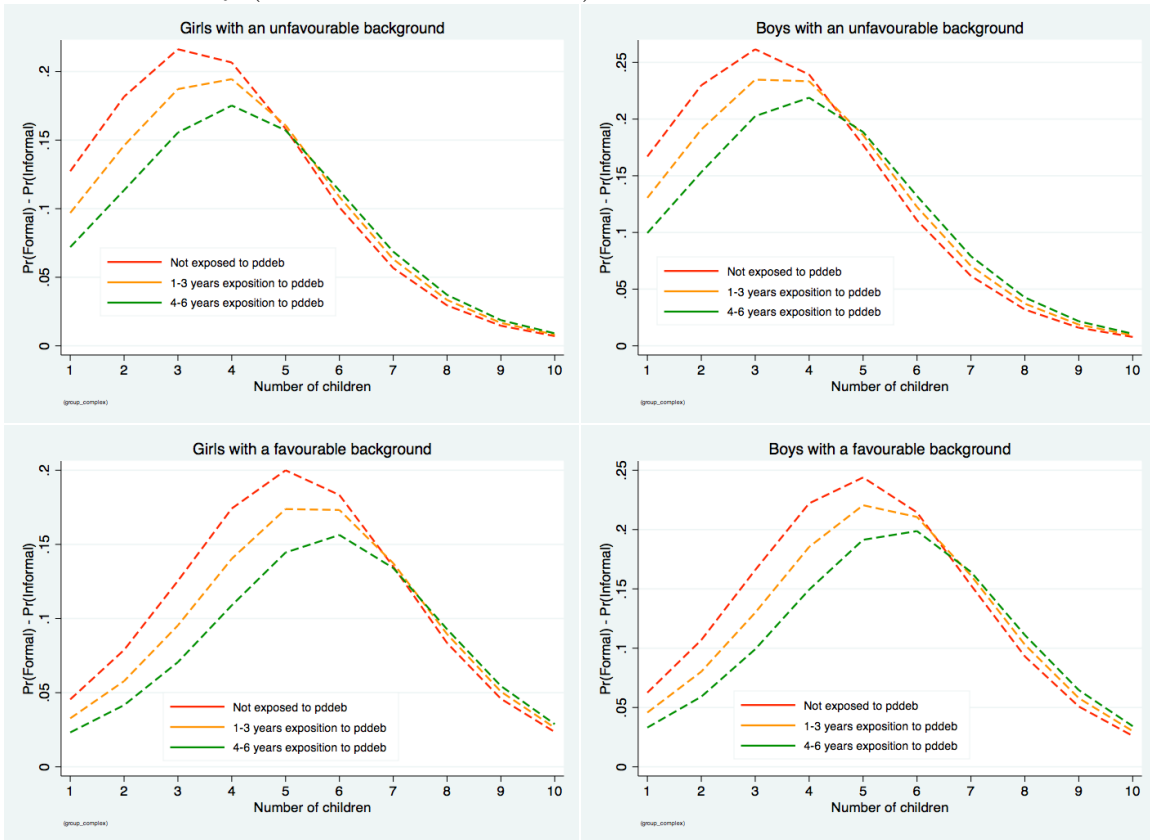 Girls with an unfavourable background
Pr(Formal) - Pr(Informal)
.2
.15
.1
.05
0
Not exposed to pddeb
1-3 years exposition to pddeb
4-6 years exposition to pddeb
1 2 3 4 5 6 7 8 9 10
Number of children
(group_complex)
Boys with an unfavourable background
Pr(Formal) - Pr(Informal)
.25
.2
.15
.1
.05
0
Not exposed to pddeb
1-3 years exposition to pddeb
4-6 years exposition to pddeb
1 2 3 4 5 6 7 8 9 10
Number of children
(group_complex)
Girls with a favourable background
Pr(Formal) - Pr(Informal)
.2
.15
.1
.05
0
Not exposed to pddeb
1-3 years exposition to pddeb
4-6 years exposition to pddeb
1 2 3 4 5 6 7 8 9 10
Number of children
(group_complex)
Boys with a favourable background
Pr(Formal) - Pr(Informal)
.25
.2
.15
.1
.05
0
Not exposed to pddeb
1-3 years exposition to pddeb
4-6 years exposition to pddeb
1 2 3 4 5 6 7 8 9 10
Number of children
(group_complex)